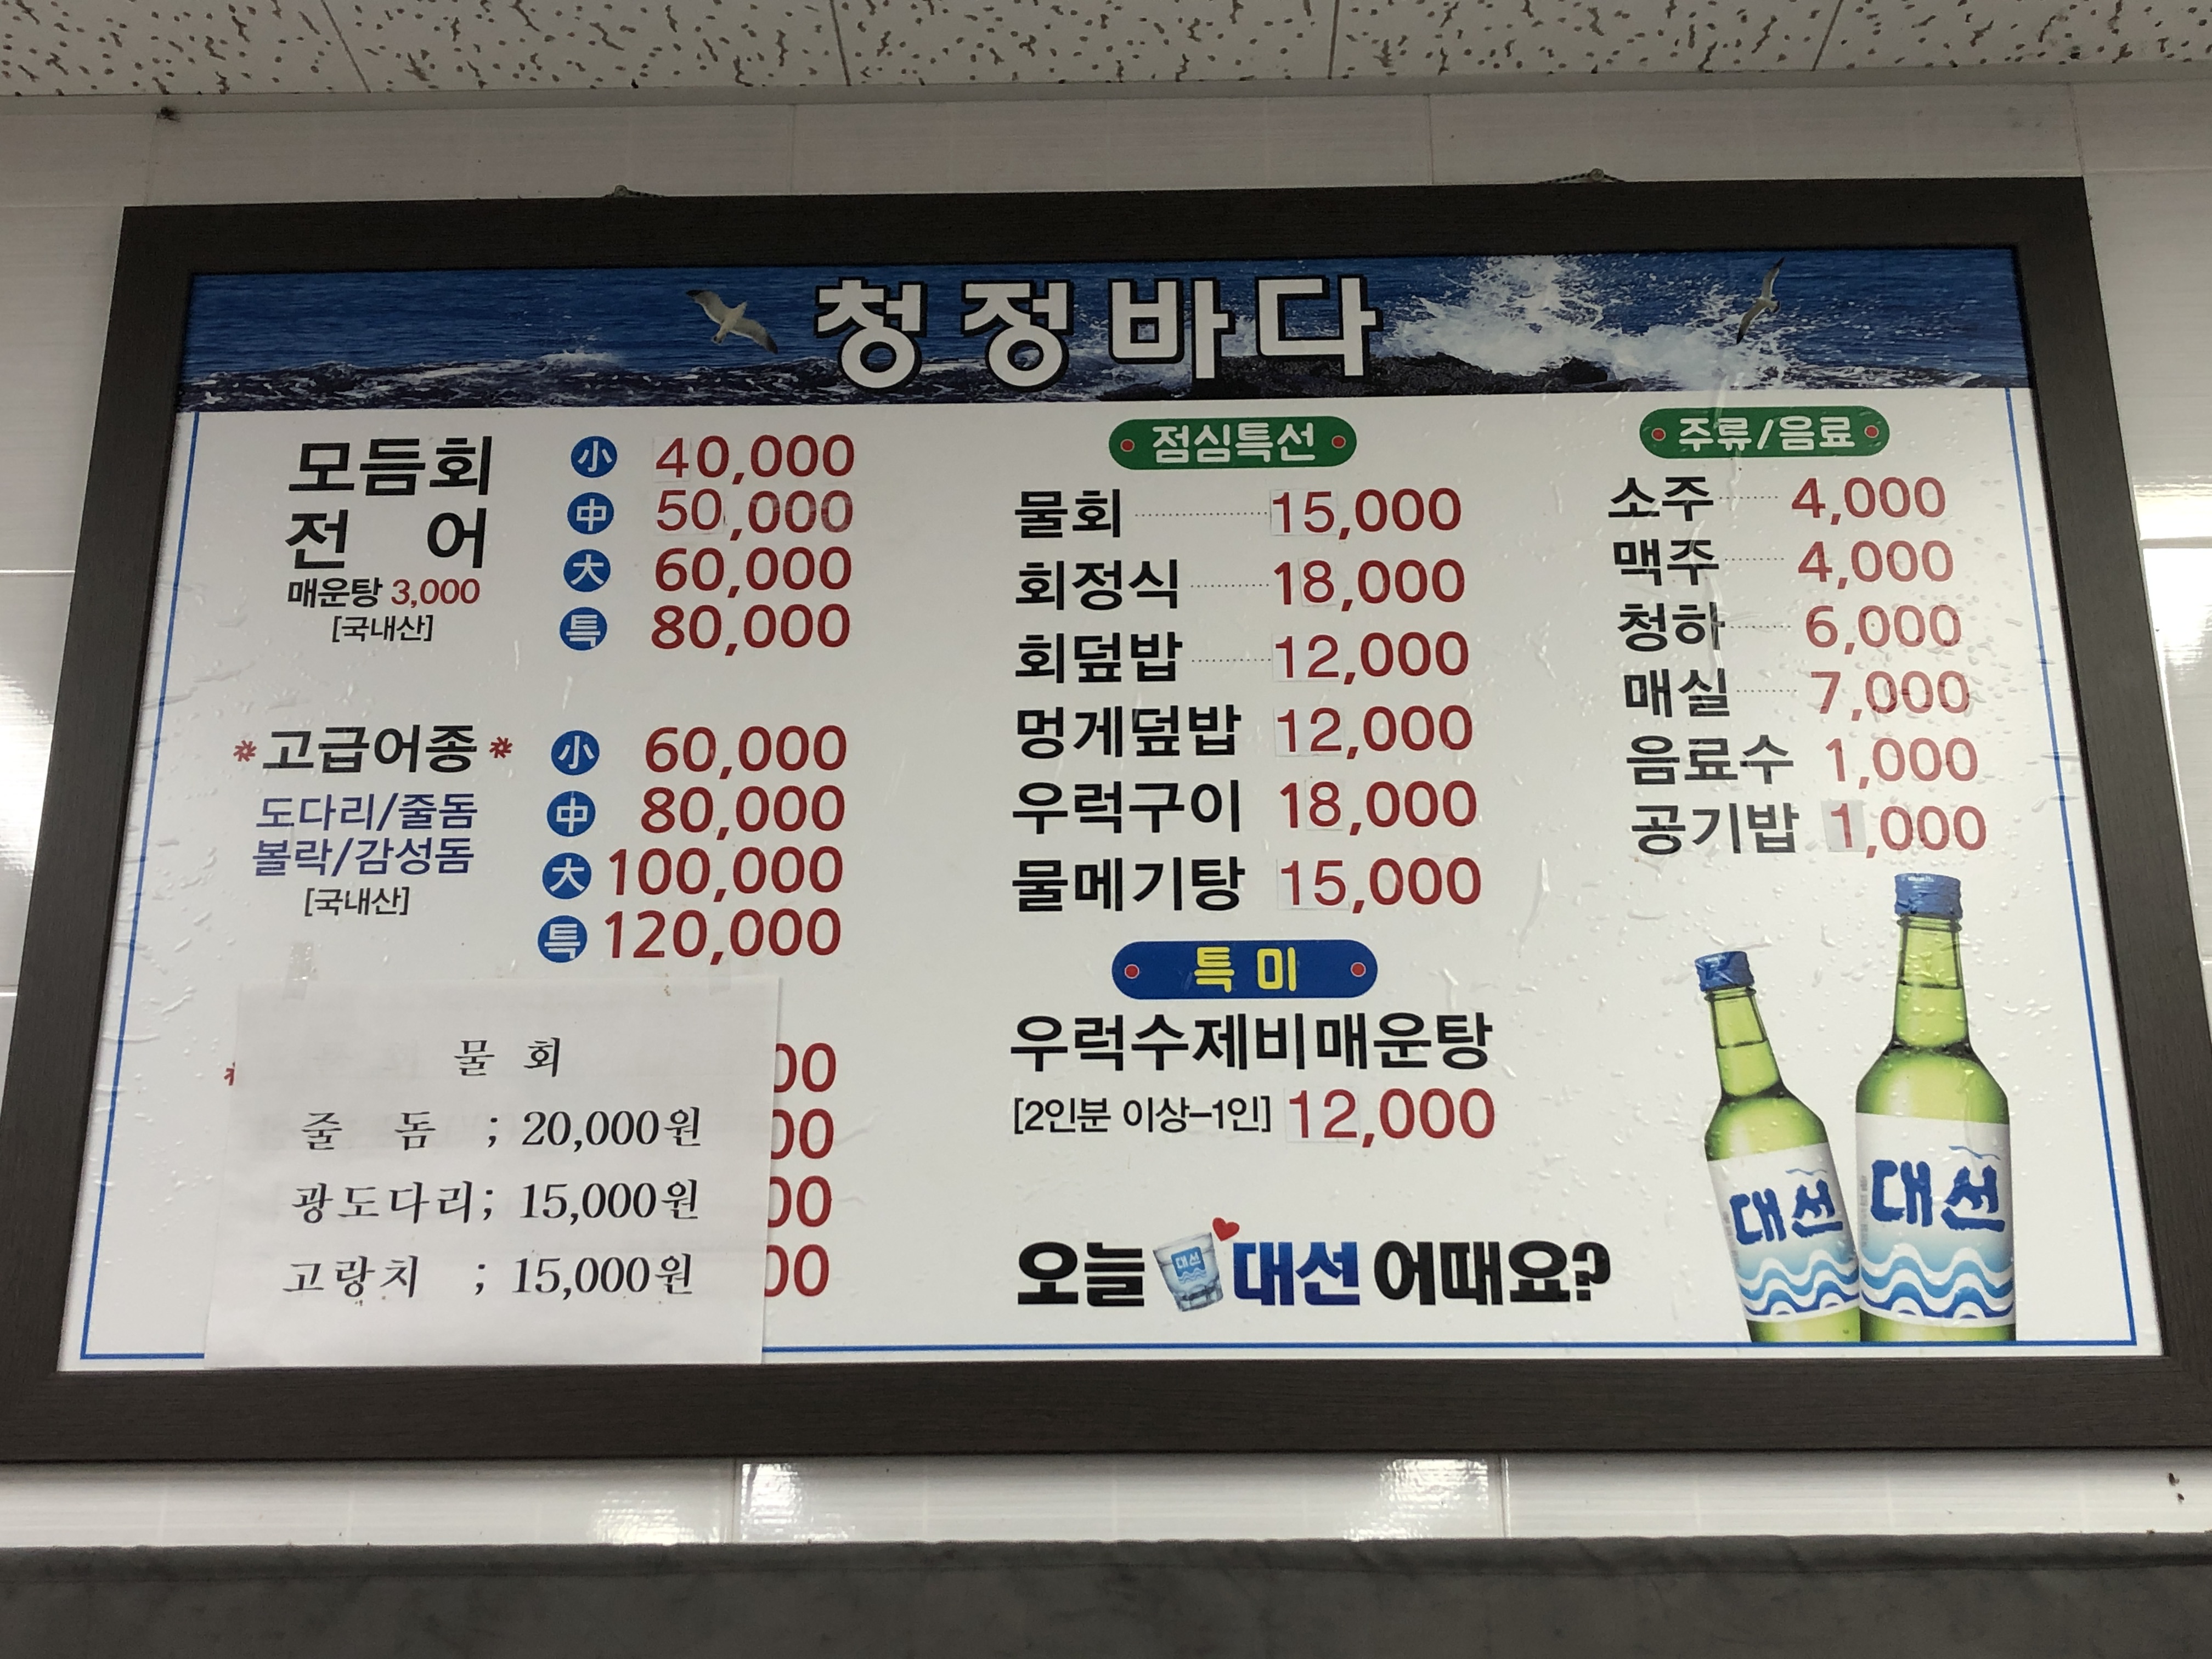 청정바다
모듬회
전 어
매운탕 3,000
[국내산]
小 40,000
中 50,000
大 60,000
특 80,000
*고급어종*
도다리/줄돔
볼락/감성돔
[국내산]
小 60,000
中 80,000
大 100,000
특 120,000
물 회
줄 돔 ; 20,000원
광도다리; 15,000원
고랑치 ; 15,000원
00
00
00
00
점심특선
물회 15,000
회정식 18,000
회덮밥 12,000
멍게덮밥 12,000
우럭구이 18,000
물메기탕 15,000
특미
우럭수제비매운탕
[2인분 이상-1인] 12,000
오늘 대선 대선 어때요?
주류/음료
소주 4,000
맥주 4,000
청하 6,000
매실 7,000
음료수 1,000
공기밥 1,000
대선
대선